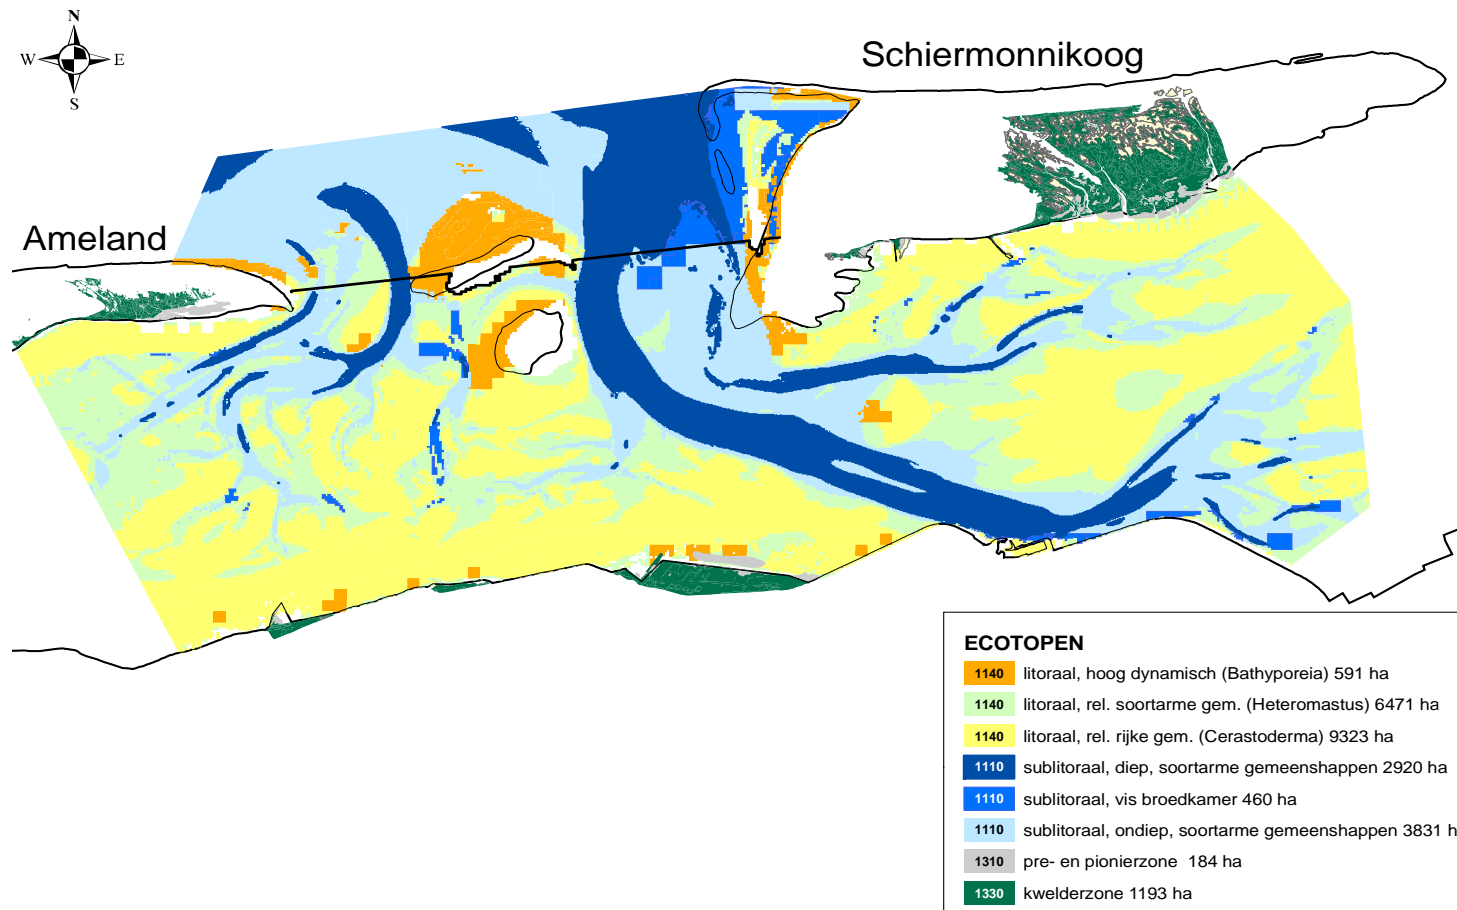 N
W E
S
Schiermonnikoog
Ameland
ECOTOPEN
1140 litoraal, hoog dynamisch (Bathyporeia) 591 ha
1140 litoraal, rel. soortarme gem. (Heteromastus) 6471 ha
1140 litoraal, rel. rijke gem. (Cerastoderma) 9323 ha
1110 sublitoraal, diep, soortarme gemeenshappen 2920 ha
1110 sublitoraal, vis broedkamer 460 ha
1110 sublitoraal, ondiep, soortarme gemeenshappen 3831 h
1310 pre- en pionierzone 184 ha
1330 kwelderzone 1193 ha